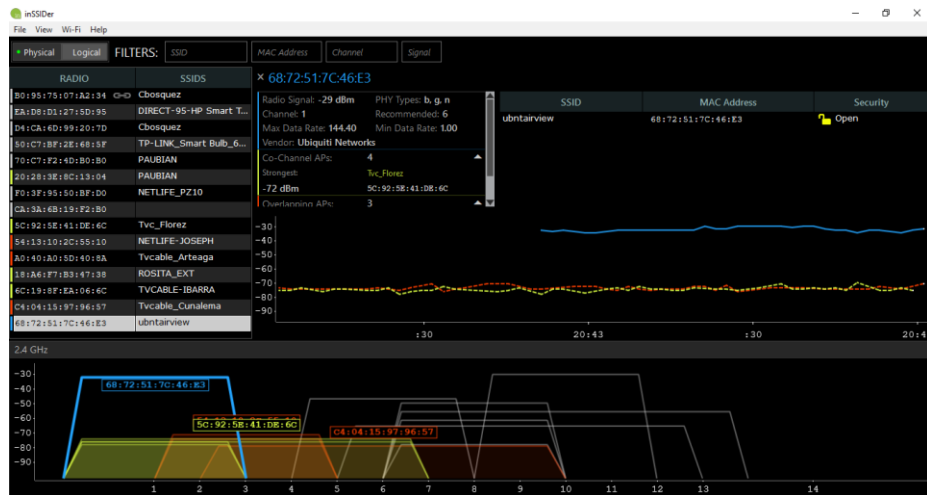 inSSIDer
File View Wi-Fi Help
Physical Logical FILTERS: SSID MAC Address Channel Signal
RADIO SSIDS
B0:95:75:07:A2:34 Cbosquez
EA:D8:D1:27:5D:95 DIRECT-95-HP Smart T...
D4:CA:6D:99:20:7D Cbosquez
50:C7:BF:2E:68:5F TP-LINK_Smart Bulb_6...
70:C7:F2:4D:B0:B0 PAUBIAN
20:28:3E:8C:13:04 PAUBIAN
F0:3F:95:50:BF:D0 NETLIFE_PZ10
CA:3A:6B:19:F2:B0
5C:92:5E:41:DE:6C Tvc_Florez
54:13:10:2C:55:10 NETLIFE-JOSEPH
A0:40:A0:5D:40:8A Tvcable_Arteaga
18:A6:F7:B3:47:38 ROSITA_EXT
6C:19:8F:EA:06:6C TVCABLE-IBARRA
C4:04:15:97:96:57 Tvcable_Cunalema
68:72:51:7C:46:E3 ubntairview
× 68:72:51:7C:46:E3
Radio Signal: -29 dBm PHY Types: b, g, n
Channel: 1 Recommended: 6
Max Data Rate: 144.40 Min Data Rate: 1.00
Vendor: Ubiquiti Networks
Co-Channel APs: 4
Strongest: Tvc_Florez
-72 dBm 5C:92:5E:41:DE:6C
Overlapping APs: 3
SSID MAC Address Security
ubntairview 68:72:51:7C:46:E3 Open
-30
-40
-50
-60
-70
-80
-90
:30 20:43 :30 20:4
2.4 GHz
-30
-40
-50
-60
-70
-80
-90
68:72:51:7C:46:E3
5C:92:5E:41:DE:6C
C4:04:15:97:96:57
1 2 3 4 5 6 7 8 9 10 11 12 13 14